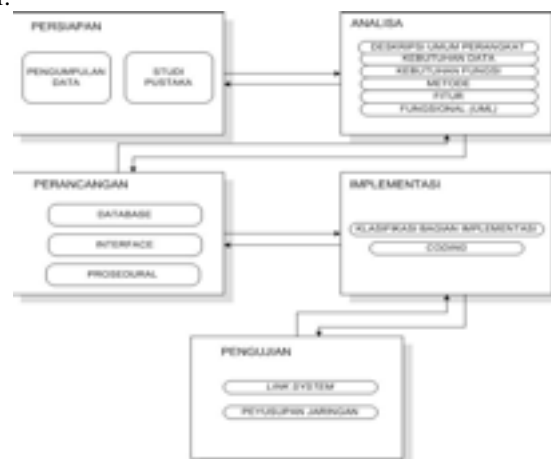 PERSIAPAN
PENGUMPULAN
DATA
STUDI
PUSTAKA
ANALISA
DESKRIPSI UMUM PERANGKAT
KEBUTUHAN DATA
KEBUTUHAN FUNGSI
METODE
FITUR
FUNGSIONAL (UML)
PERANCANGAN
DATABASE
INTERFACE
PROSEDURAL
IMPLEMENTASI
KLASIFIKASI BAGIAN IMPLEMENTASI
CODING
PENGUJIAN
LINK SYSTEM
PEYUSUPAN JARINGAN